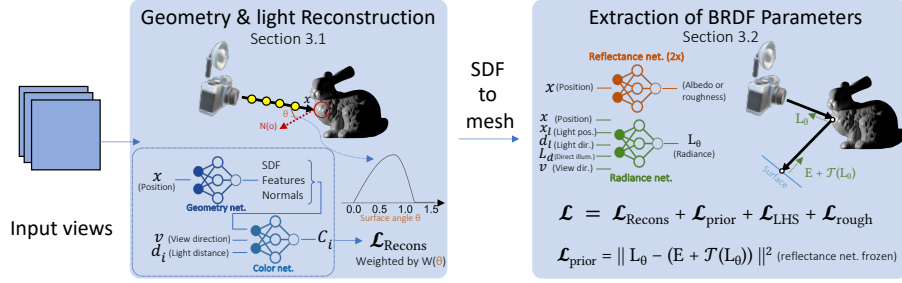 Input views
Geometry & light Reconstruction
Section 3.1
x
θ
N(o)
x
(Position)
SDF
Features
Normals
Geometry net.
v (View direction)
d_i (Light distance)
Color net.
C_i
0.0 0.5 1.0 1.5
Surface angle θ
ℒ_Recons
Weighted by W(θ)
SDF
to
mesh
Extraction of BRDF Parameters
Section 3.2
Reflectance net. (2x)
x (Position)
(Albedo or
roughness)
x (Position)
x_l (Light pos.)
d_l (Light dir.)
L_d (Direct illum.)
v (View dir.)
L_θ
(Radiance)
Radiance net.
L_θ
E + 𝒯(L_θ)
Surface
ℒ = ℒ_Recons + ℒ_prior + ℒ_LHS + ℒ_rough
ℒ_prior = || L_θ − (E + 𝒯(L_θ)) ||² (reflectance net. frozen)